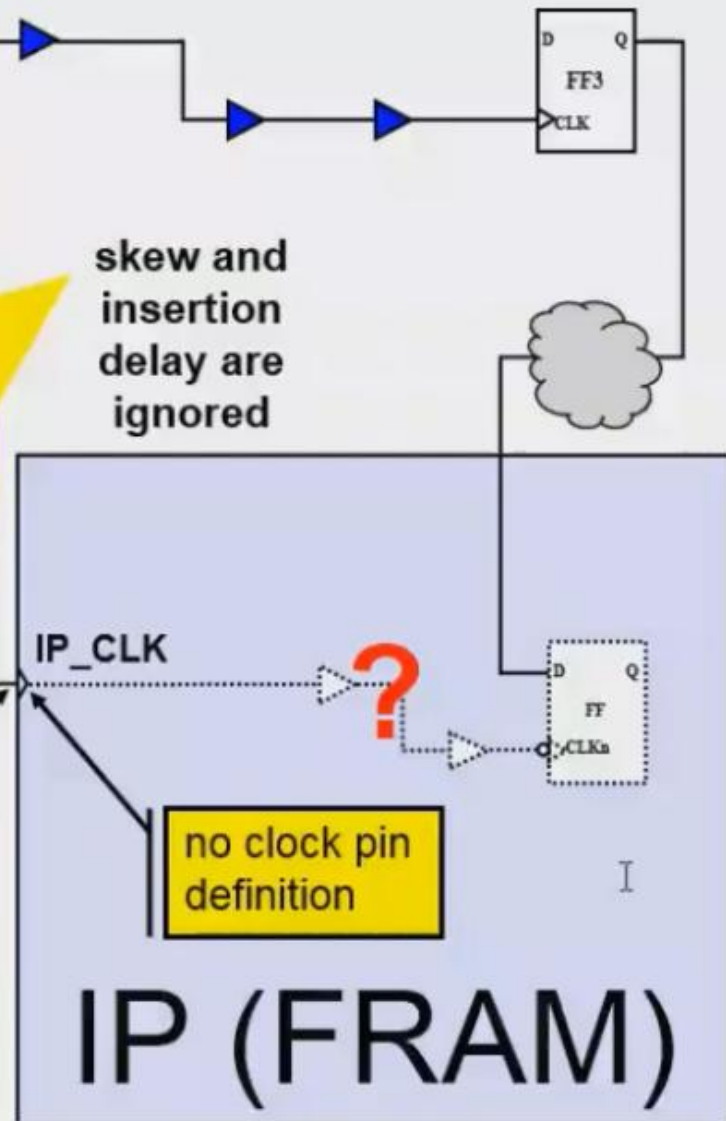 D Q
FF3
CLK
skew and
insertion
delay are
ignored
IP_CLK
?
D Q
FF
CLKn
no clock pin
definition
IP (FRAM)